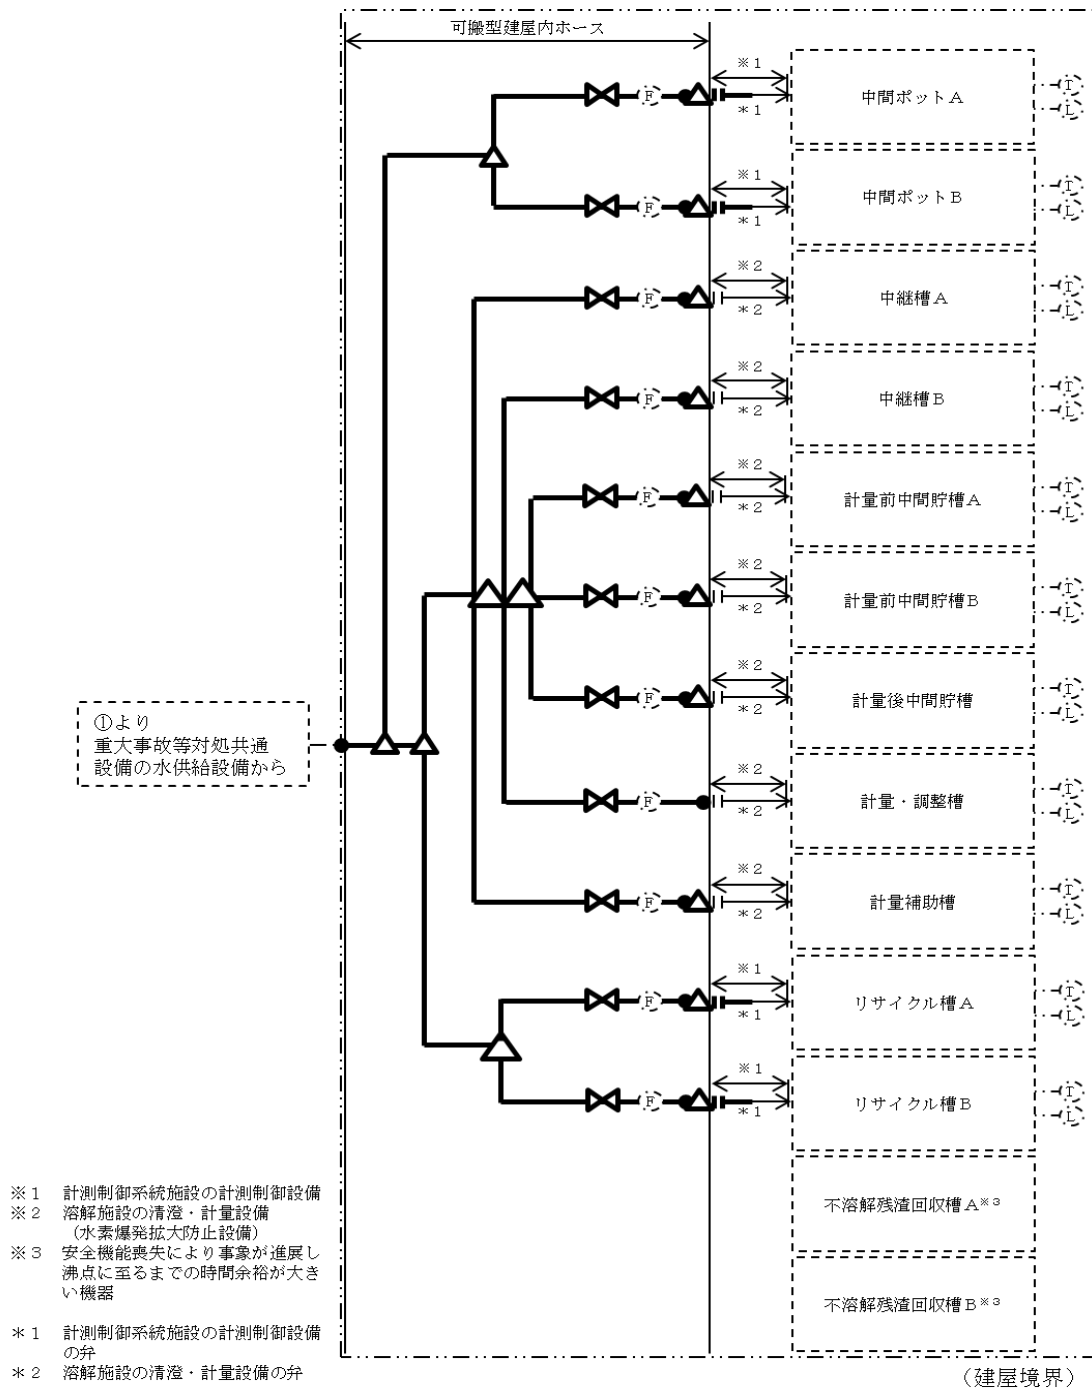 可搬型建屋内ホース
※1
F
*1
中間ポットA
T
L
※1
F
*1
中間ポットB
T
L
※2
F
*2
中継槽A
T
L
※2
F
*2
中継槽B
T
L
※2
F
*2
計量前中間貯槽A
T
L
※2
F
*2
計量前中間貯槽B
T
L
※2
F
*2
計量後中間貯槽
T
L
①より
重大事故等対処共通
設備の水供給設備から
※2
F
*2
計量・調整槽
T
L
※2
F
*2
計量補助槽
T
L
※1
F
*1
リサイクル槽A
T
L
※1
F
*1
リサイクル槽B
T
L
不溶解残渣回収槽A※3
不溶解残渣回収槽B※3
※1 計測制御系統施設の計測制御設備
※2 溶解施設の清澄・計量設備
（水素爆発拡大防止設備）
※3 安全機能喪失により事象が進展し
沸点に至るまでの時間余裕が大き
い機器
*1 計測制御系統施設の計測制御設備
の弁
*2 溶解施設の清澄・計量設備の弁
（建屋境界）